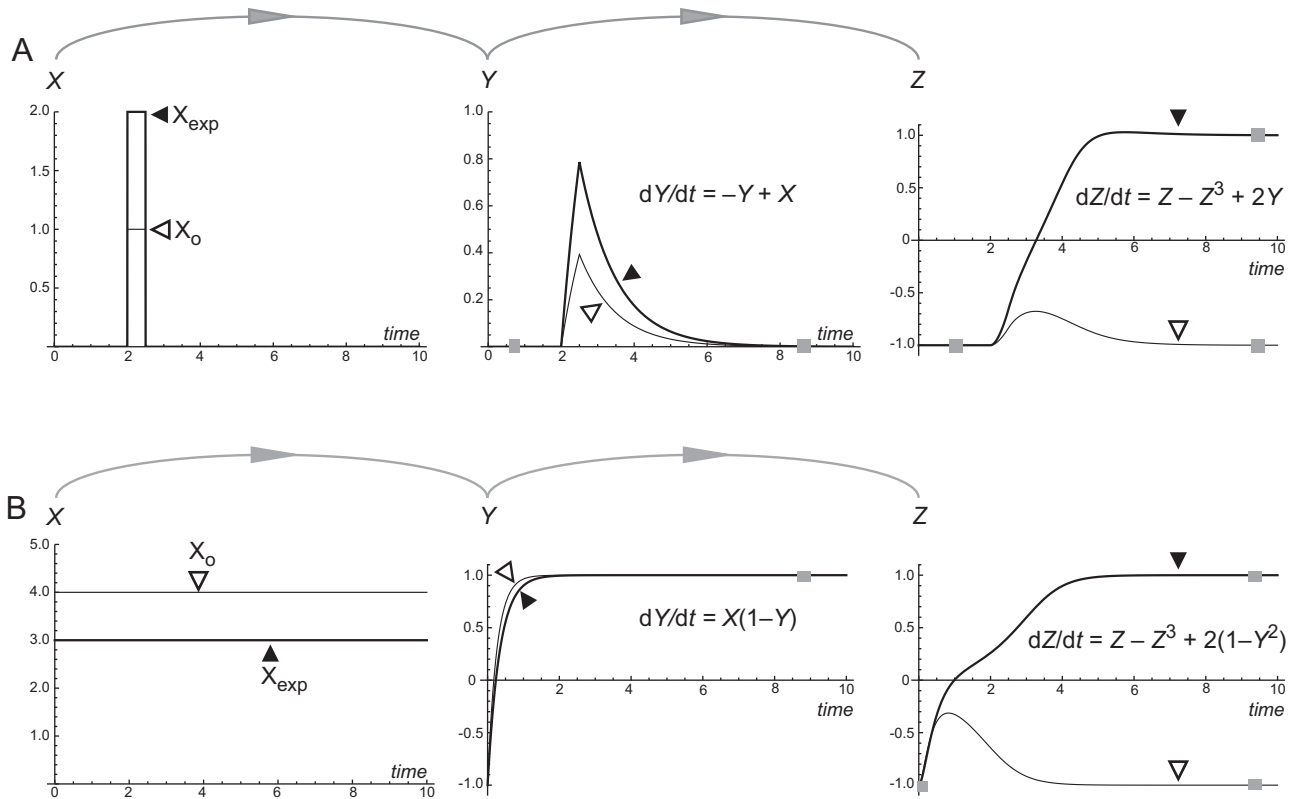 A
X
Y
Z
2.0
1.5
1.0
0.5
X_exp
X_o
time
0 2 4 6 8 10
1.0
0.8
0.6
0.4
0.2
dY/dt = –Y + X
time
0 2 4 6 8 10
1.0
0.5
0
-0.5
-1.0
dZ/dt = Z – Z³ + 2Y
2 4 6 8 10
time
B
X
Y
Z
5.0
4.0
3.0
2.0
1.0
X_o
X_exp
time
0 2 4 6 8 10
1.0
0.5
0
-0.5
-1.0
dY/dt = X(1–Y)
2 4 6 8 10
time
1.0
0.5
0
-0.5
-1.0
dZ/dt = Z – Z³ + 2(1–Y²)
2 4 6 8 10
time